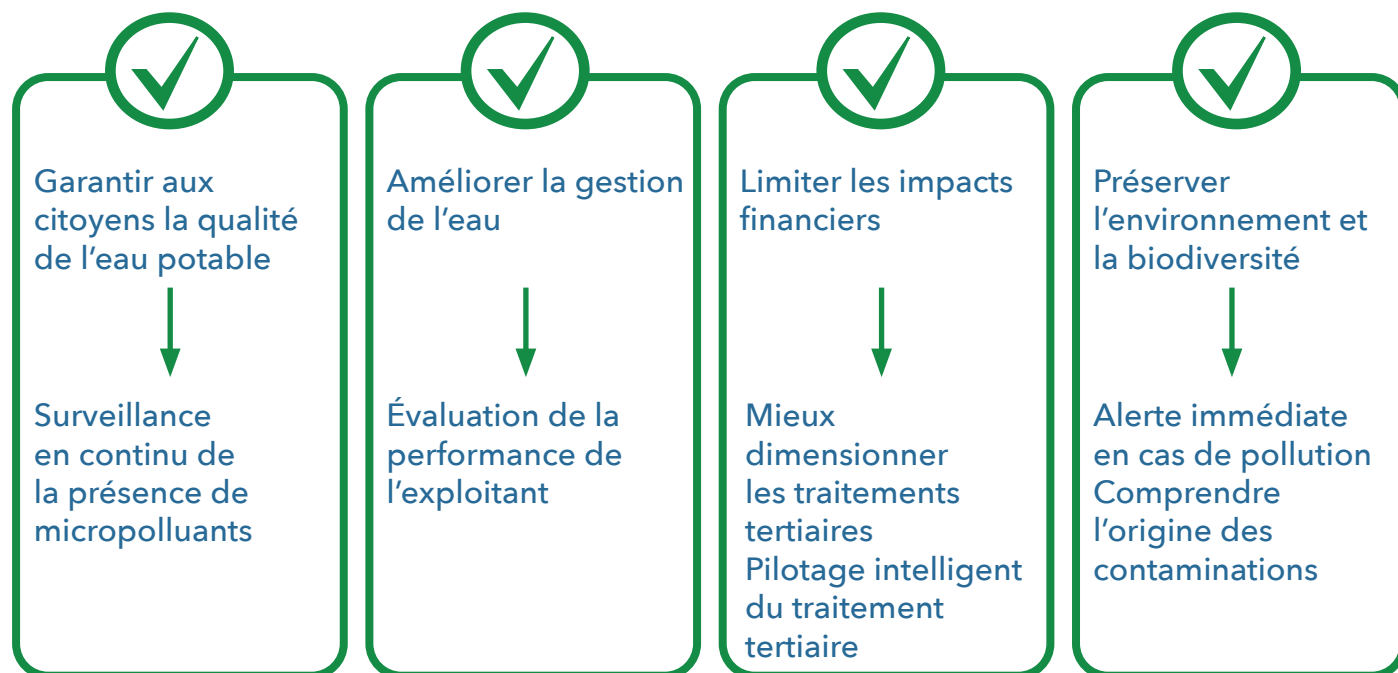 Garantir aux
citoyens la qualité
de l’eau potable
Surveillance
en continu de
la présence de
micropolluants
Améliorer la gestion
de l’eau
Évaluation de la
performance de
l’exploitant
Limiter les impacts
financiers
Mieux
dimensionner
les traitements
tertiaires
Pilotage intelligent
du traitement
tertiaire
Préserver
l’environnement et
la biodiversité
Alerte immédiate
en cas de pollution
Comprendre
l’origine des
contaminations